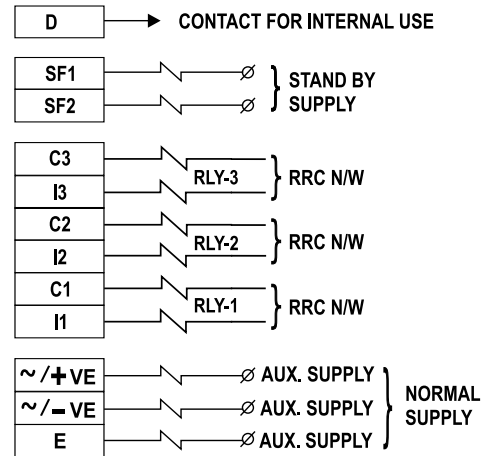 D CONTACT FOR INTERNAL USE
SF1
SF2
STAND BY
SUPPLY
C3
I3
RLY-3
RRC N/W
C2
I2
RLY-2
RRC N/W
C1
I1
RLY-1
RRC N/W
~/+ VE AUX. SUPPLY
~/- VE AUX. SUPPLY
E AUX. SUPPLY
NORMAL
SUPPLY